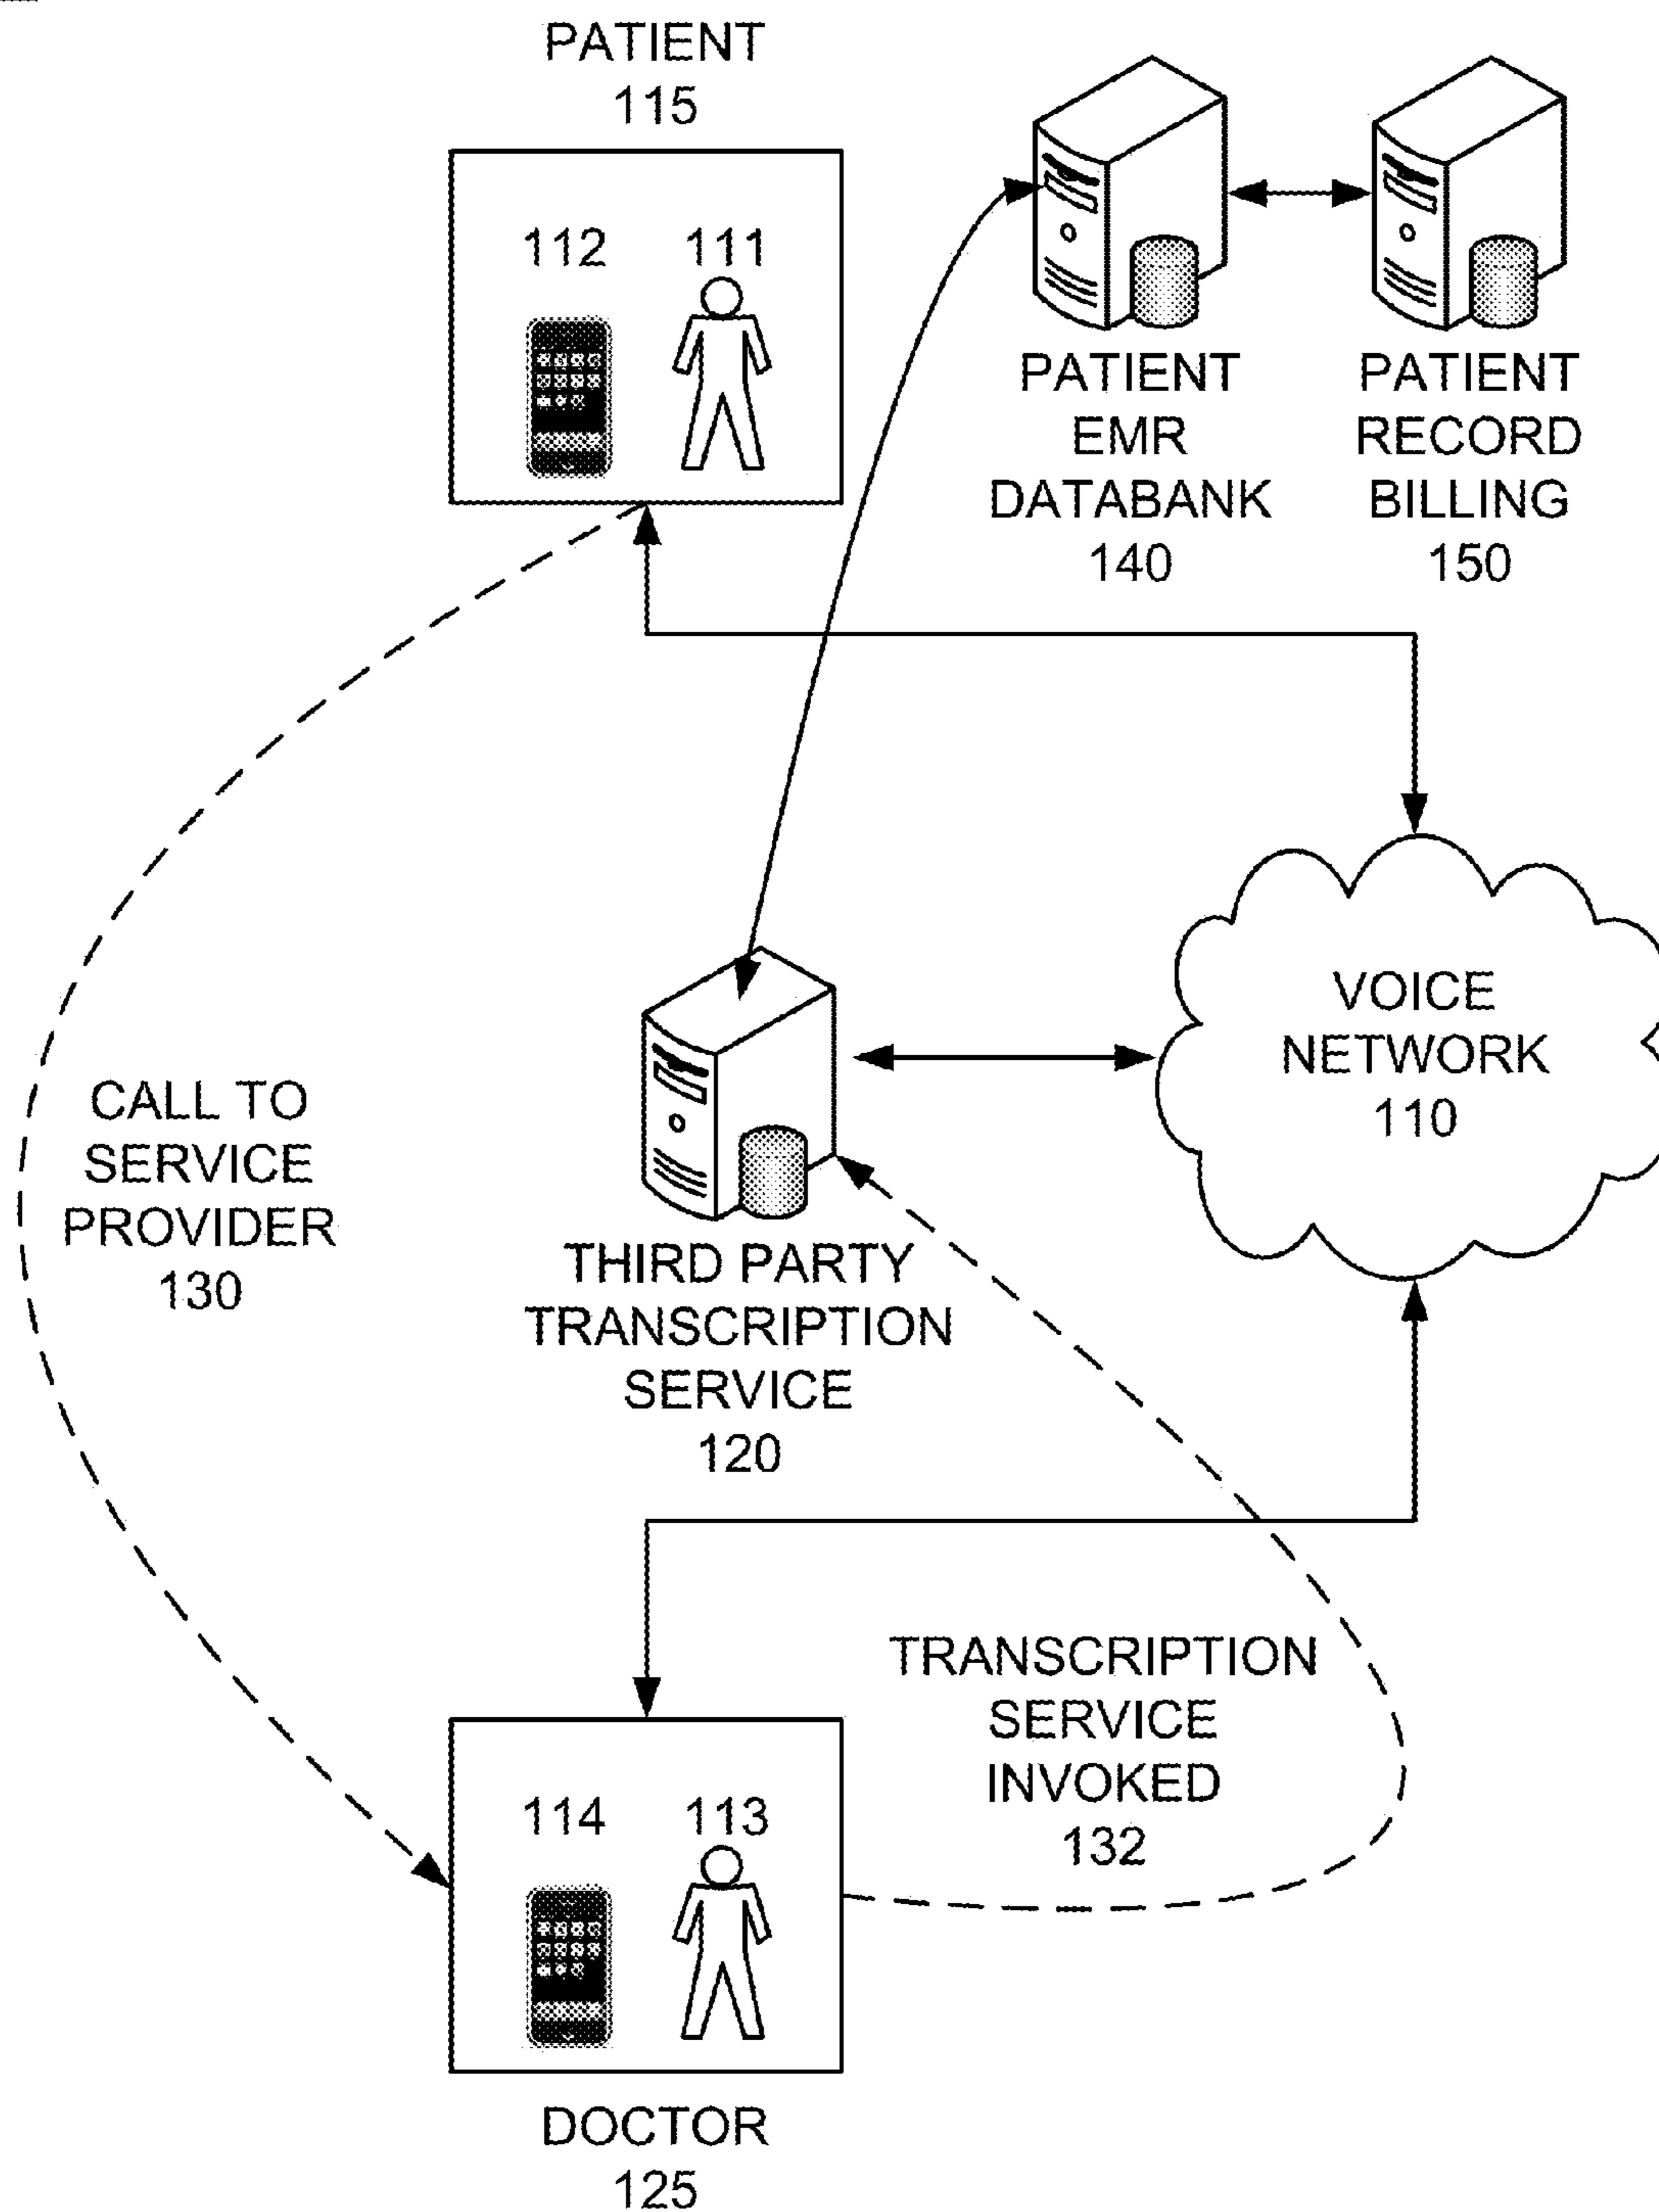 PATIENT
115
112
111
PATIENT
EMR
DATABANK
140
PATIENT
RECORD
BILLING
150
VOICE
NETWORK
110
CALL TO
SERVICE
PROVIDER
130
THIRD PARTY
TRANSCRIPTION
SERVICE
120
TRANSCRIPTION
SERVICE
INVOKED
132
114
113
DOCTOR
125